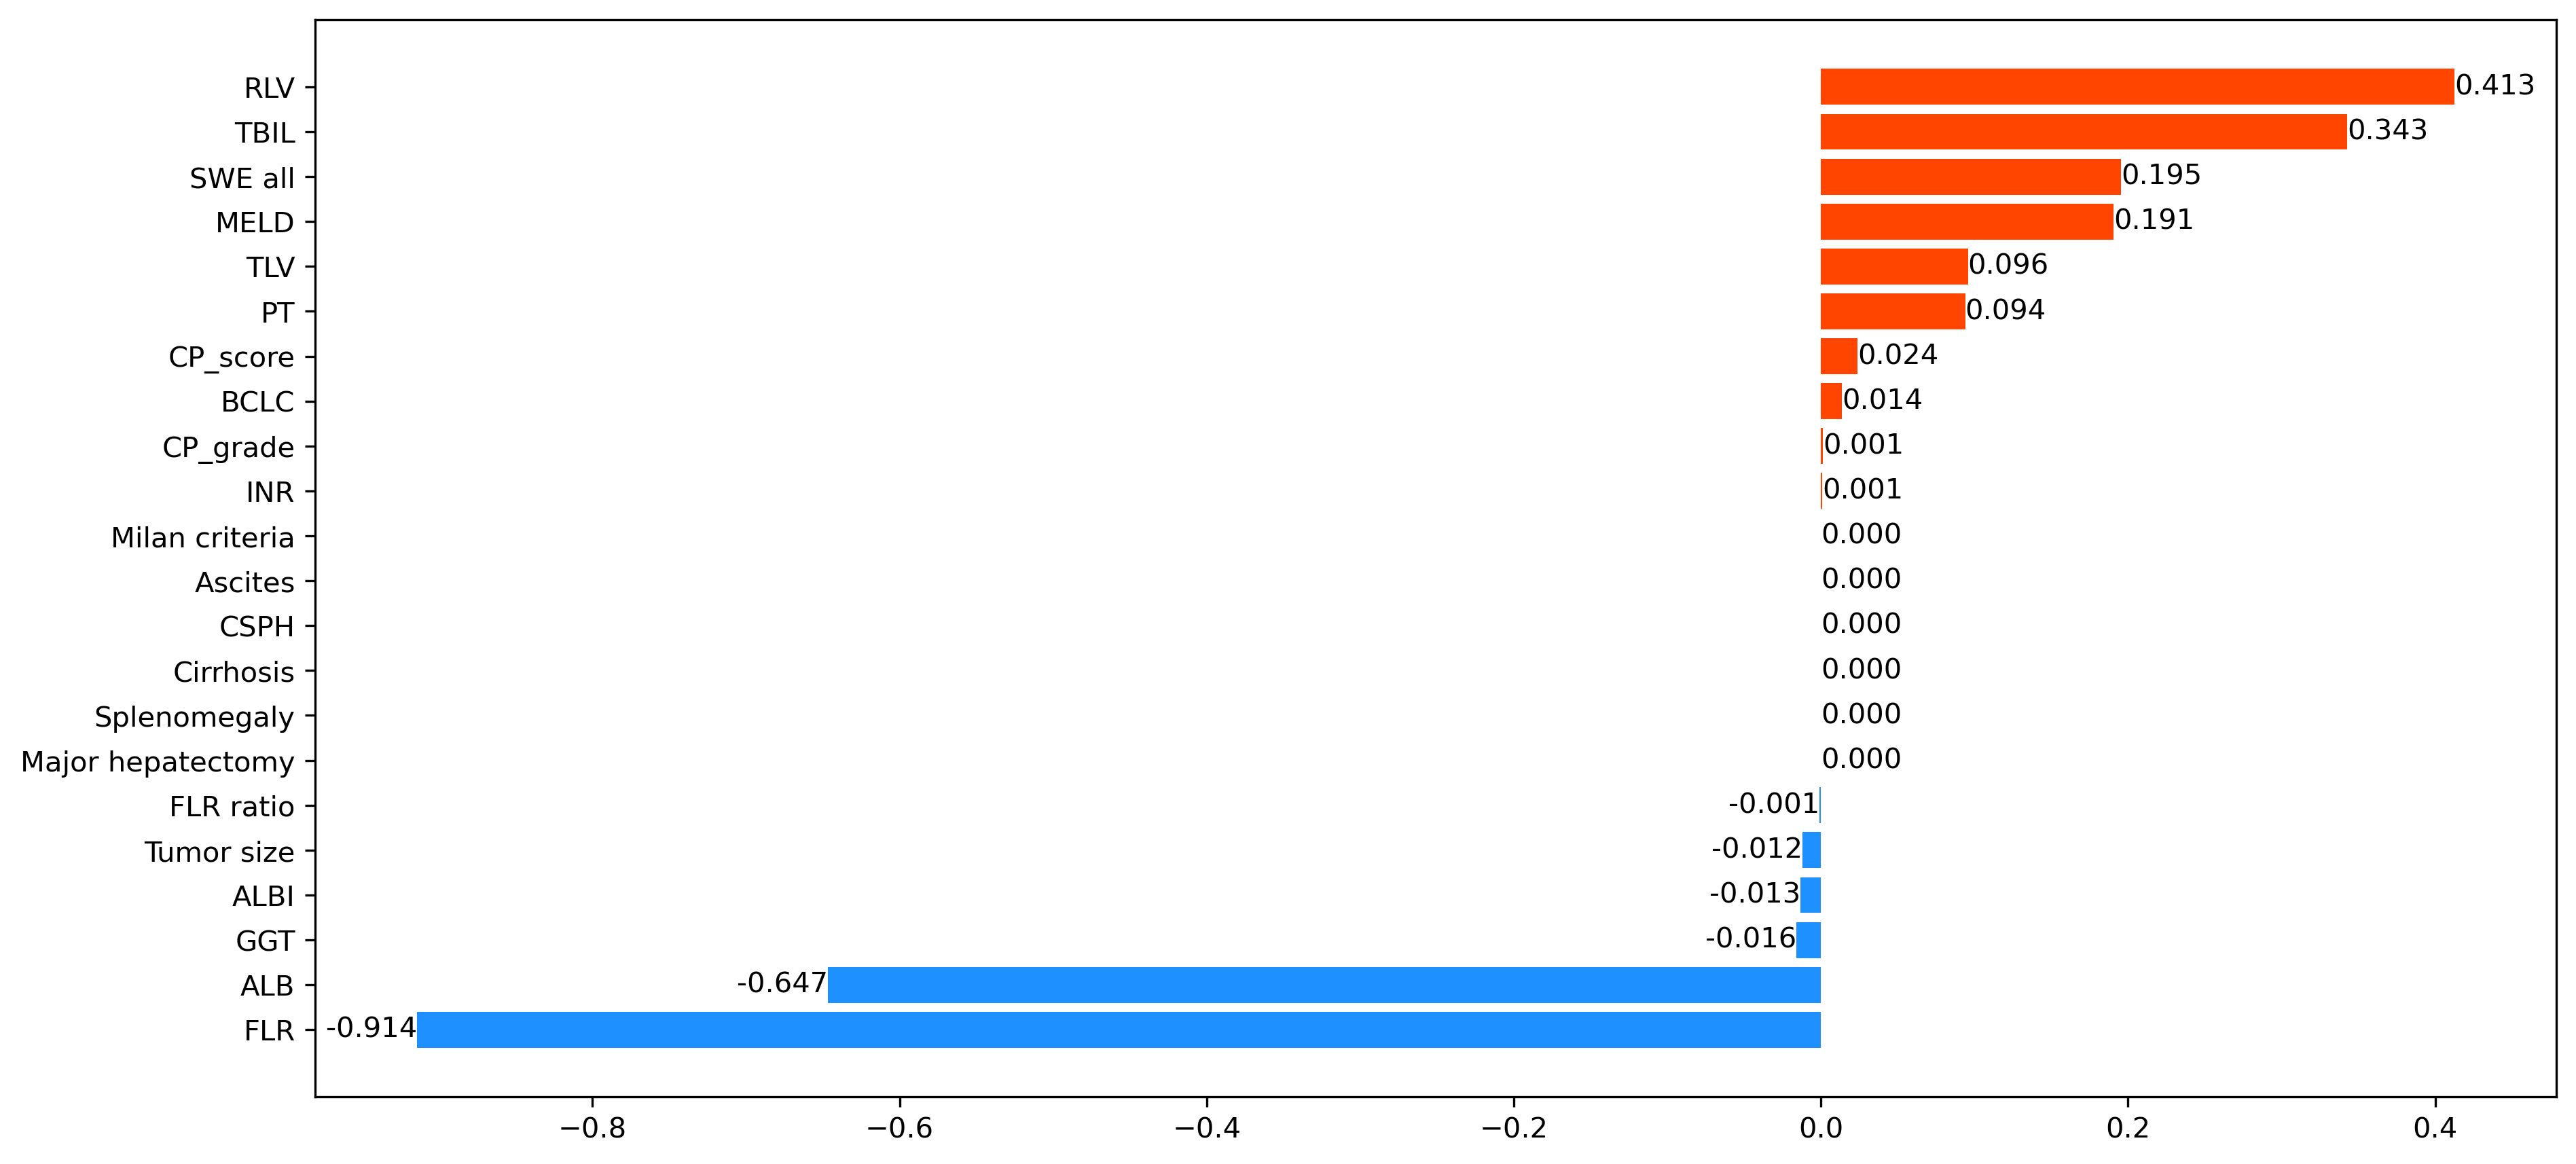 RLV 0.413
TBIL 0.343
SWE all 0.195
MELD 0.191
TLV 0.096
PT 0.094
CP_score 0.024
BCLC 0.014
CP_grade 0.001
INR 0.001
Milan criteria 0.000
Ascites 0.000
CSPH 0.000
Cirrhosis 0.000
Splenomegaly 0.000
Major hepatectomy 0.000
FLR ratio -0.001
Tumor size -0.012
ALBI -0.013
GGT -0.016
ALB -0.647
FLR -0.914
−0.8 −0.6 −0.4 −0.2 0.0 0.2 0.4